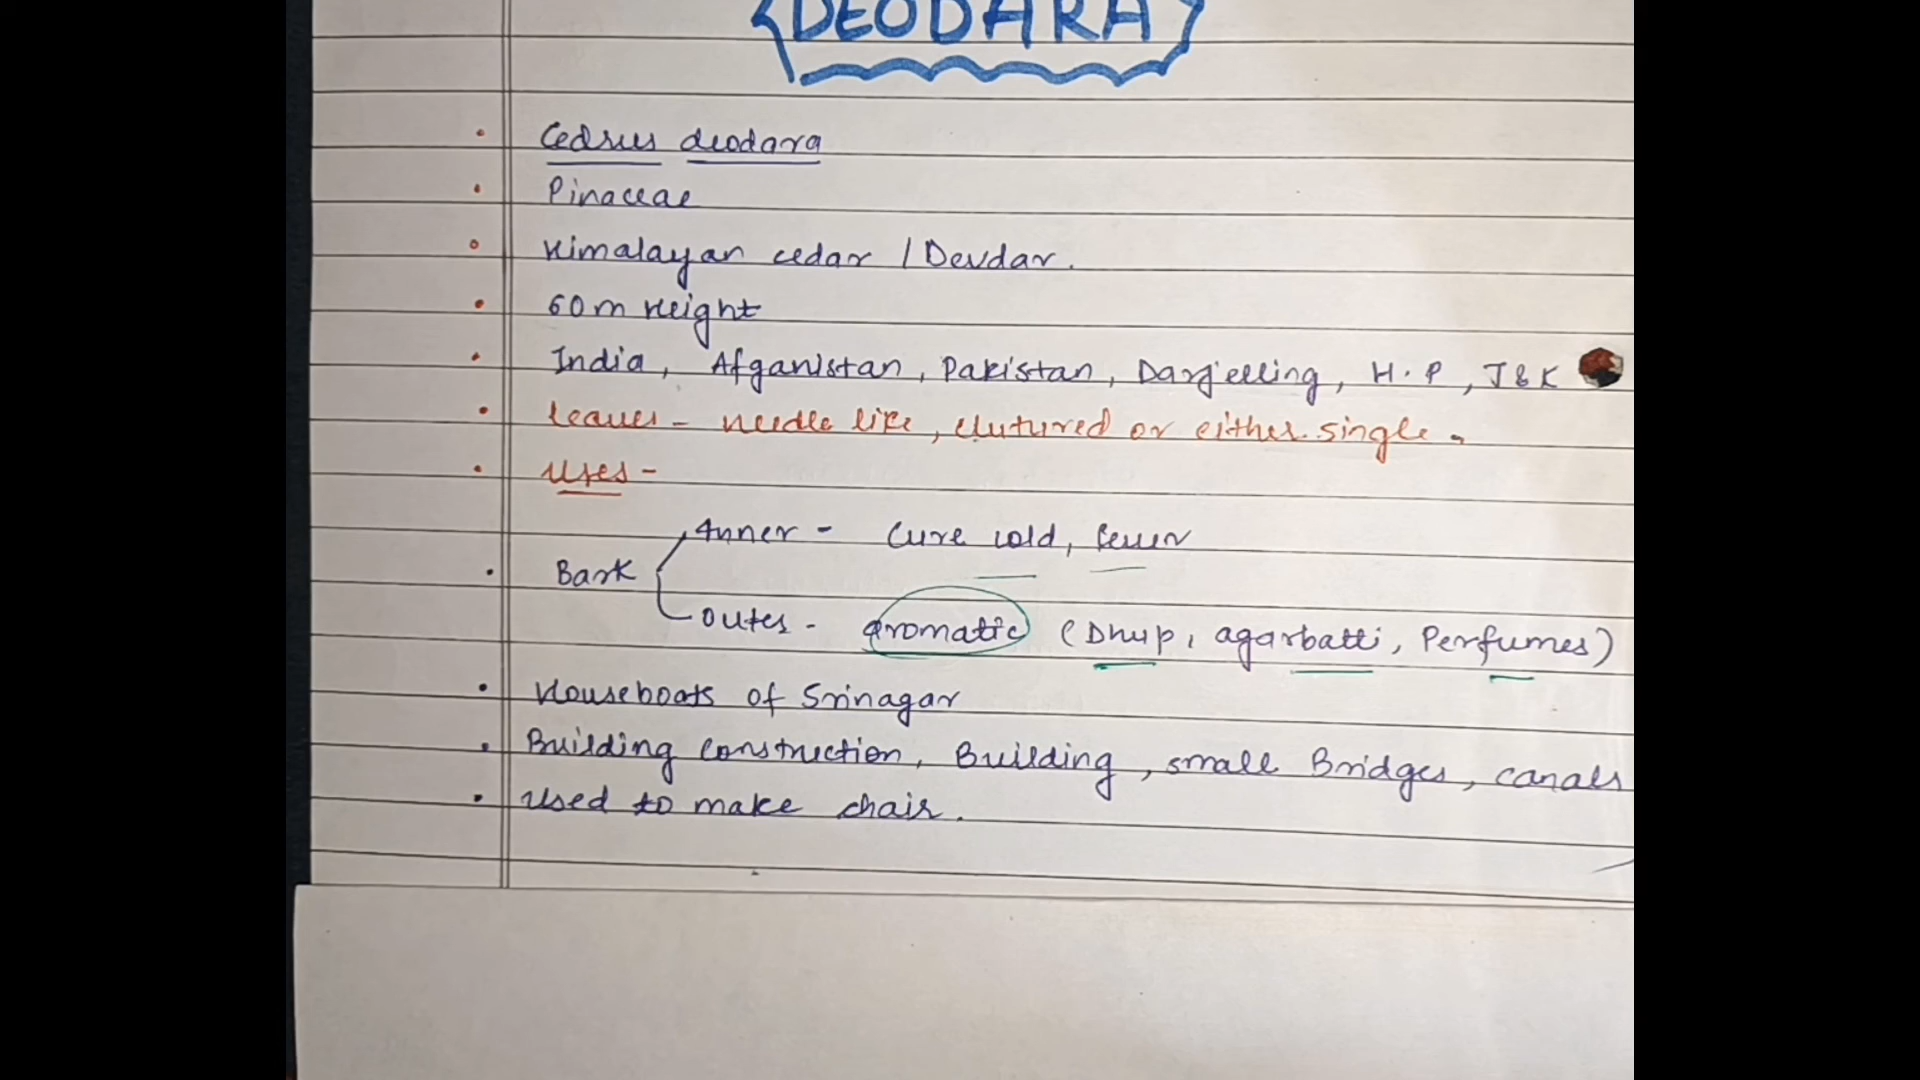 {DEODARA}
• Cedrus deodara
• Pinaceae
• Himalayan cedar / Devdar.
• 60m Height
• India, Afganistan, Pakistan, Darjeeling, H.P, J&K
• leaves - needle like, clutured or either single.
• Uses -
Inner - Cure cold, fever
• Bark
Outer - aromatic (Dhup, agarbatti, Perfumes)
• Houseboats of Srinagar
• Building construction, Building, small Bridges, canals
• Used to make chair.